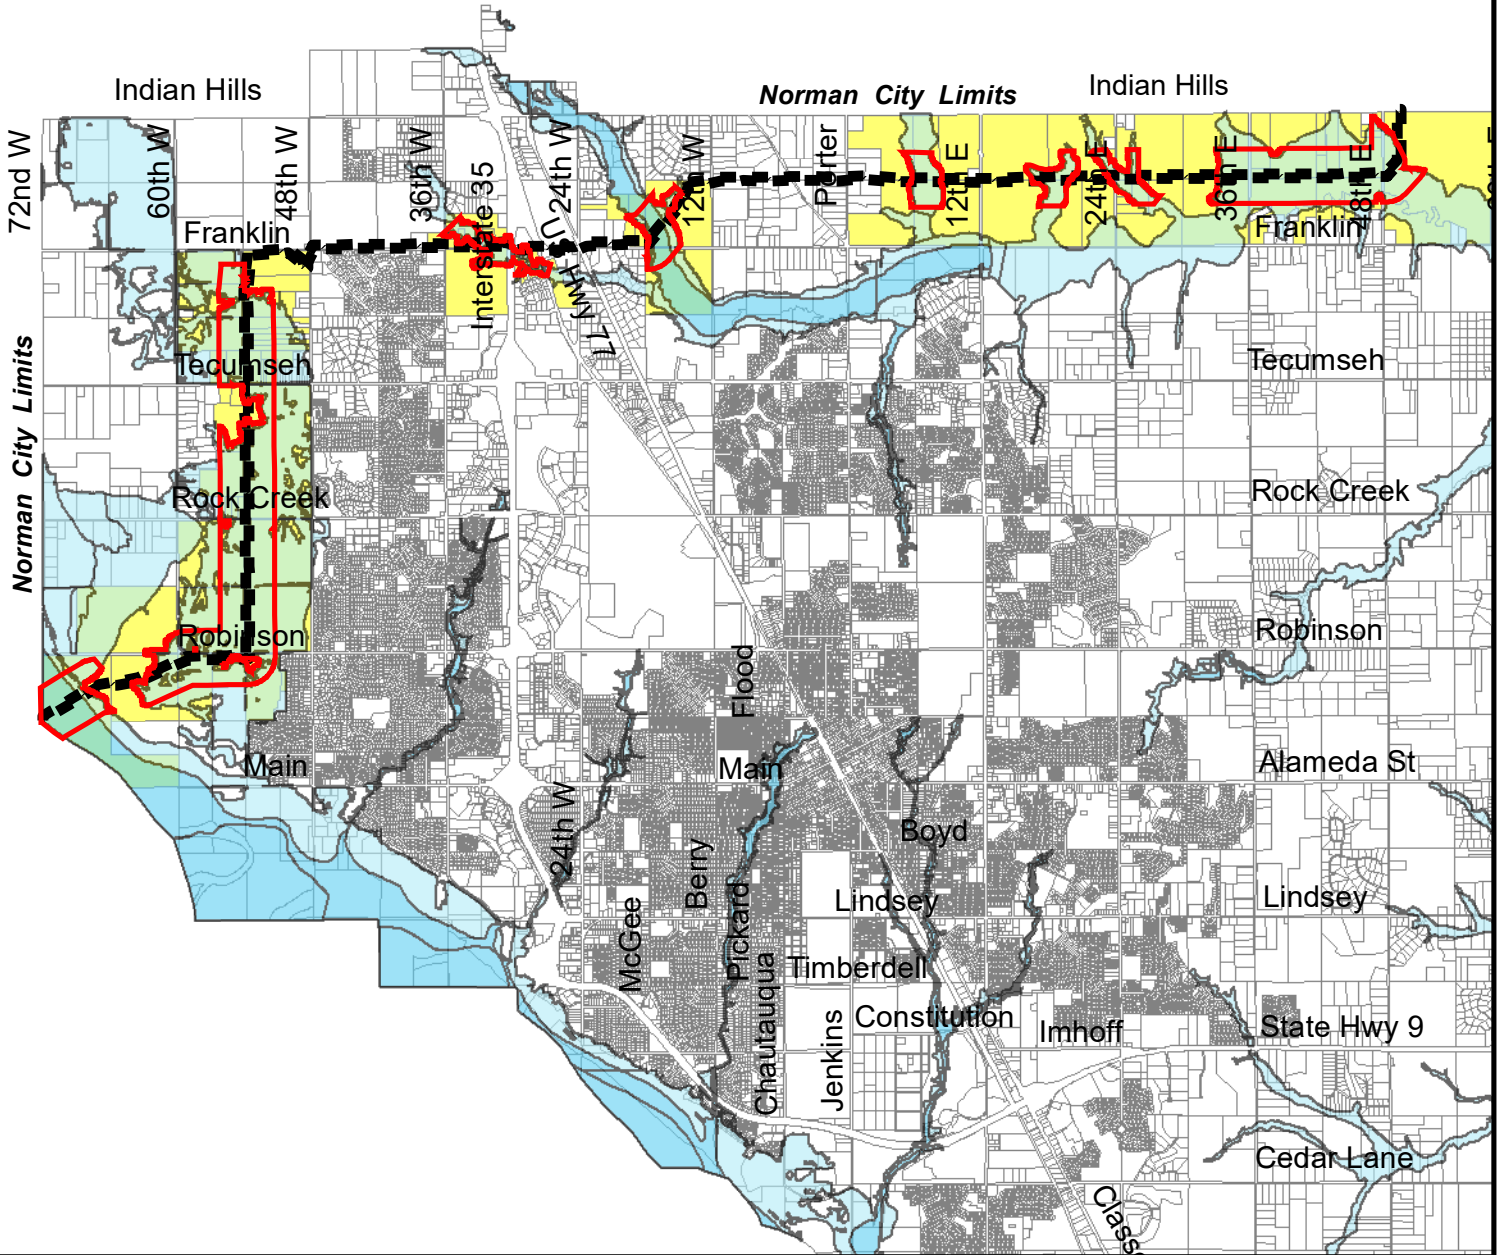 Indian Hills
Norman City Limits
Indian Hills
72nd W
60th W
48th W
36th W
Interstate 35
24th W
US Hwy 77
12th W
Porter
12th E
24th E
36th E
48th E
Franklin
Franklin
Norman City Limits
Tecumseh
Tecumseh
Rock Creek
Rock Creek
Robinson
Robinson
Flood
Main
Main
Alameda St
24th W
Berry
Boyd
McGee
Pickard
Lindsey
Lindsey
Chautauqua
Timberdell
Jenkins
Constitution
Imhoff
State Hwy 9
Cedar Lane